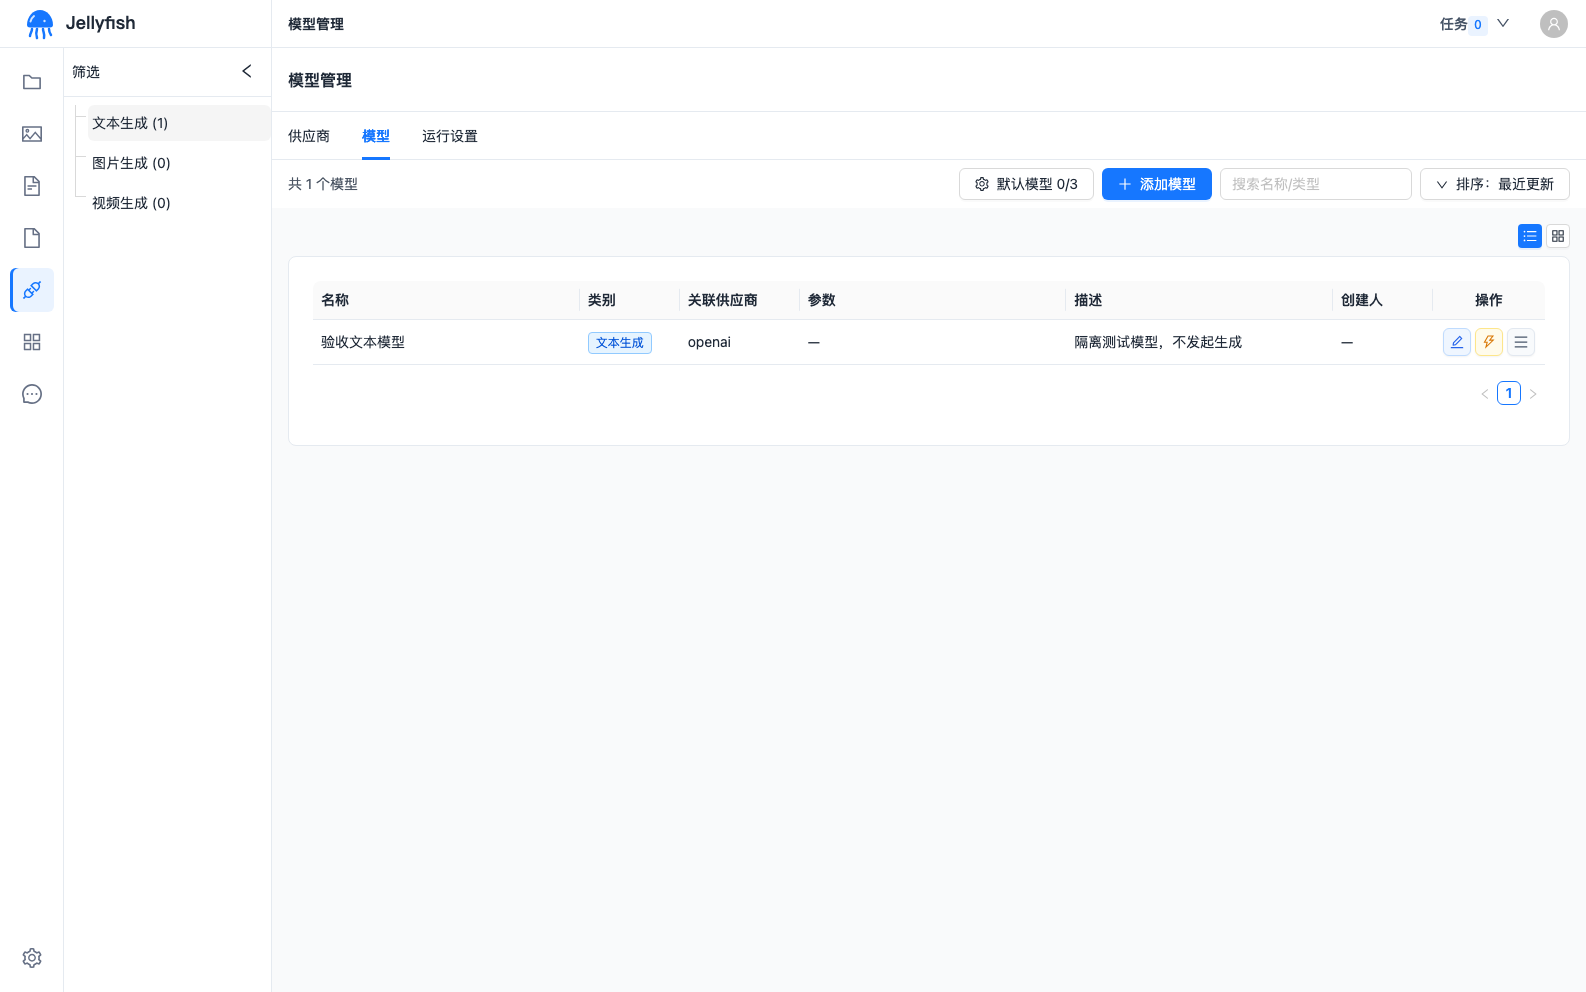 Jellyfish
模型管理
任务 0
筛选
文本生成 (1)
图片生成 (0)
视频生成 (0)
模型管理
供应商 模型 运行设置
共 1 个模型
默认模型 0/3
添加模型
搜索名称/类型
排序：最近更新
名称 类别 关联供应商 参数 描述 创建人 操作
验收文本模型 文本生成 openai — 隔离测试模型，不发起生成 —
1